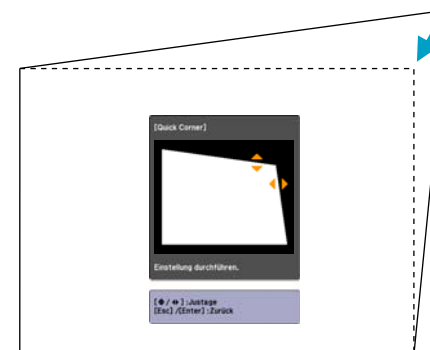 [Quick Corner]
Einstellung durchführen.
[ / ] :Justage
[Esc] /[Enter] :Zurück